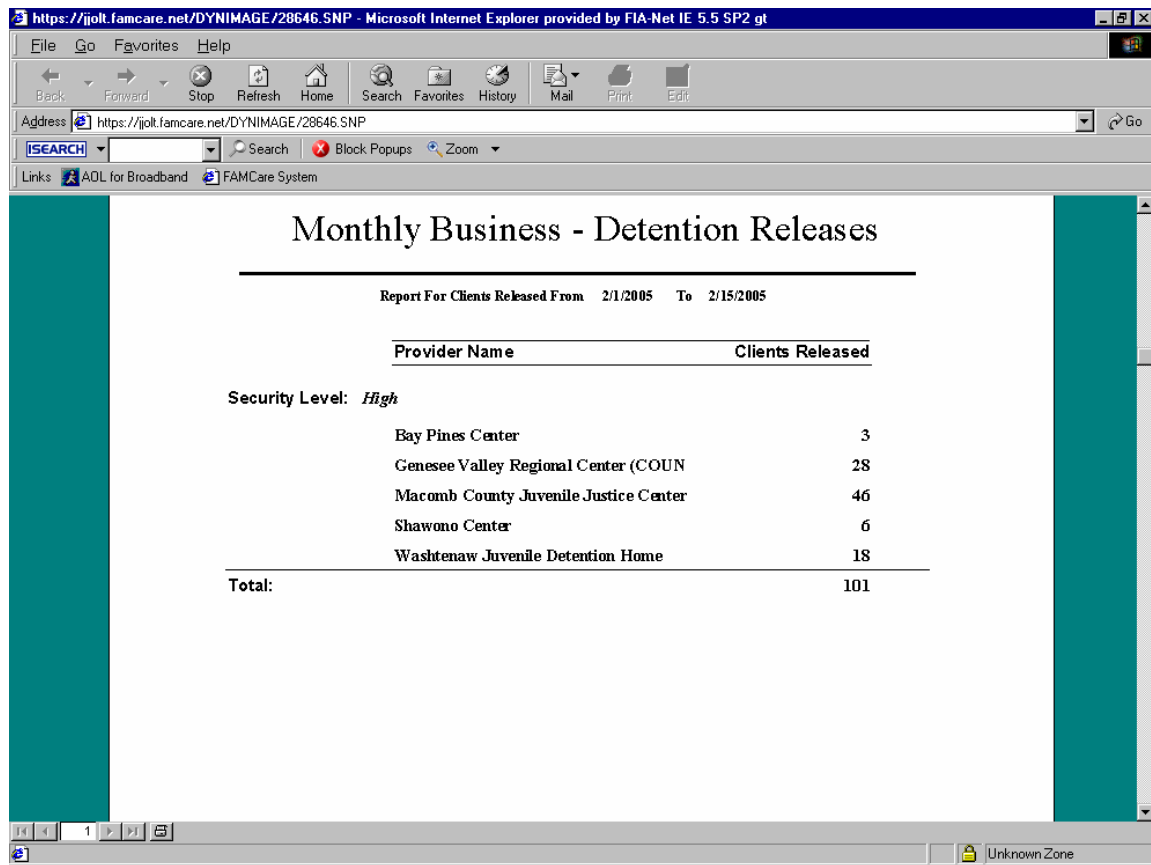 https://jjolt.famcare.net/DYNIMAGE/28646.SNP - Microsoft Internet Explorer provided by FIA-Net IE 5.5 SP2 gt
File Go Favorites Help
Back Forward Stop Refresh Home Search Favorites History Mail Print Edit
Address https://jjolt.famcare.net/DYNIMAGE/28646.SNP Go
ISEARCH Search Block Popups Zoom
Links AOL for Broadband FAMCare System
Monthly Business - Detention Releases
Report For Clients Released From 2/1/2005 To 2/15/2005
Provider Name Clients Released
Security Level: High
Bay Pines Center 3
Genesee Valley Regional Center (COUN 28
Macomb County Juvenile Justice Center 46
Shawono Center 6
Washtenaw Juvenile Detention Home 18
Total: 101
1
Unknown Zone